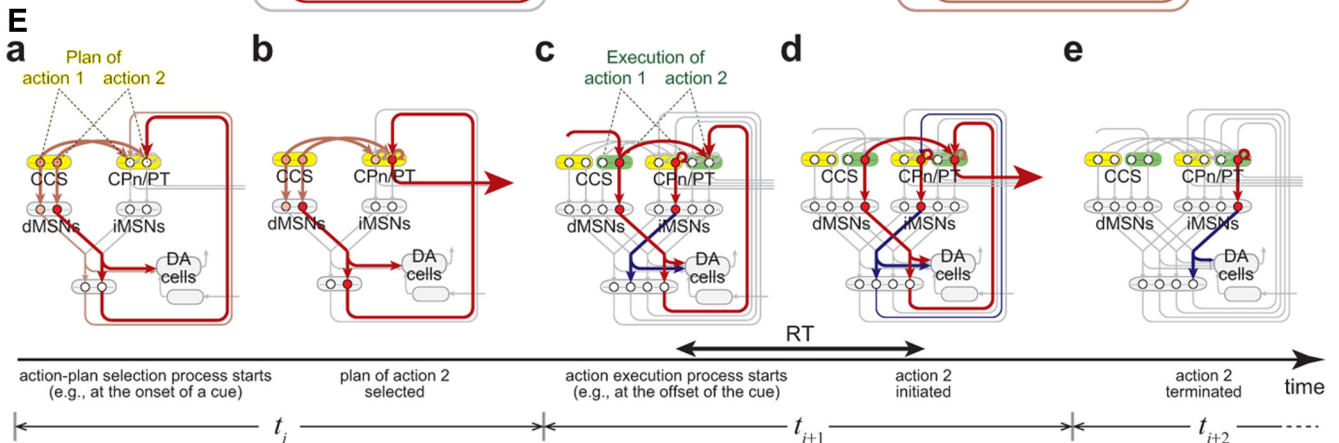 E
a
b
c
d
e
Plan of
action 1 action 2
Execution of
action 1 action 2
CCS CPn/PT
dMSNs iMSNs
DA
cells
CCS CPn/PT
dMSNs iMSNs
DA
cells
CCS CPn/PT
dMSNs iMSNs
DA
cells
CCS CPn/PT
dMSNs iMSNs
DA
cells
CCS CPn/PT
dMSNs iMSNs
DA
cells
RT
action-plan selection process starts
(e.g., at the onset of a cue)
plan of action 2
selected
action execution process starts
(e.g., at the offset of the cue)
action 2
initiated
action 2
terminated
time
ti
ti+1
ti+2